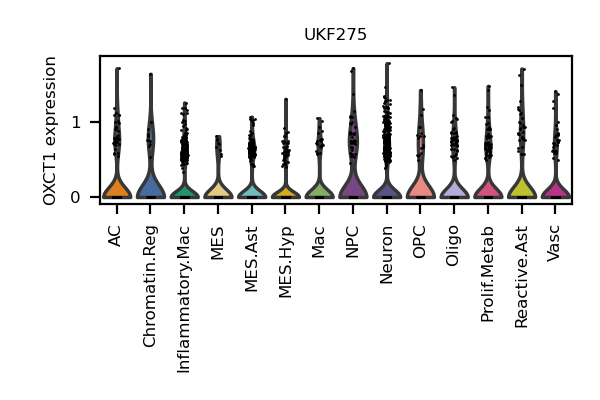 UKF275
OXCT1 expression
1
0
AC
Chromatin.Reg
Inflammatory.Mac
MES
MES.Ast
MES.Hyp
Mac
NPC
Neuron
OPC
Oligo
Prolif.Metab
Reactive.Ast
Vasc